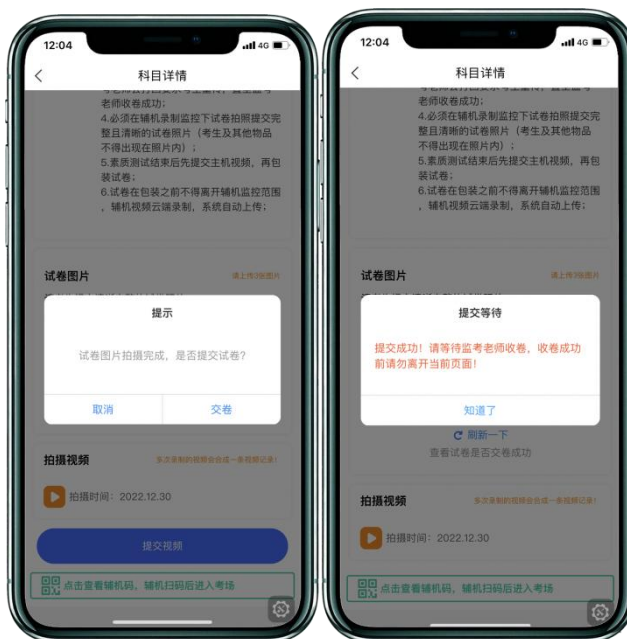 12:04
4G
科目详情
老师收卷成功；
4.必须在辅机录制监控下试卷拍照提交完
整且清晰的试卷照片（考生及其他物品
不得出现在照片内）；
5.素质测试结束后先提交主机视频，再包
装试卷；
6.试卷在包装之前不得离开辅机监控范围
，辅机视频云端录制，系统自动上传；
试卷图片
请上传3张图片
提示
试卷图片拍摄完成，是否提交试卷？
取消
交卷
拍摄视频
多次录制的视频会合成一条视频记录！
拍摄时间：2022.12.30
提交视频
点击查看辅机码，辅机扫码后进入考场
12:04
4G
科目详情
老师收卷成功；
4.必须在辅机录制监控下试卷拍照提交完
整且清晰的试卷照片（考生及其他物品
不得出现在照片内）；
5.素质测试结束后先提交主机视频，再包
装试卷；
6.试卷在包装之前不得离开辅机监控范围
，辅机视频云端录制，系统自动上传；
试卷图片
请上传3张图片
提交等待
提交成功！请等待监考老师收卷，收卷成功
前请勿离开当前页面！
知道了
刷新一下
查看试卷是否交卷成功
拍摄视频
多次录制的视频会合成一条视频记录！
拍摄时间：2022.12.30
点击查看辅机码，辅机扫码后进入考场